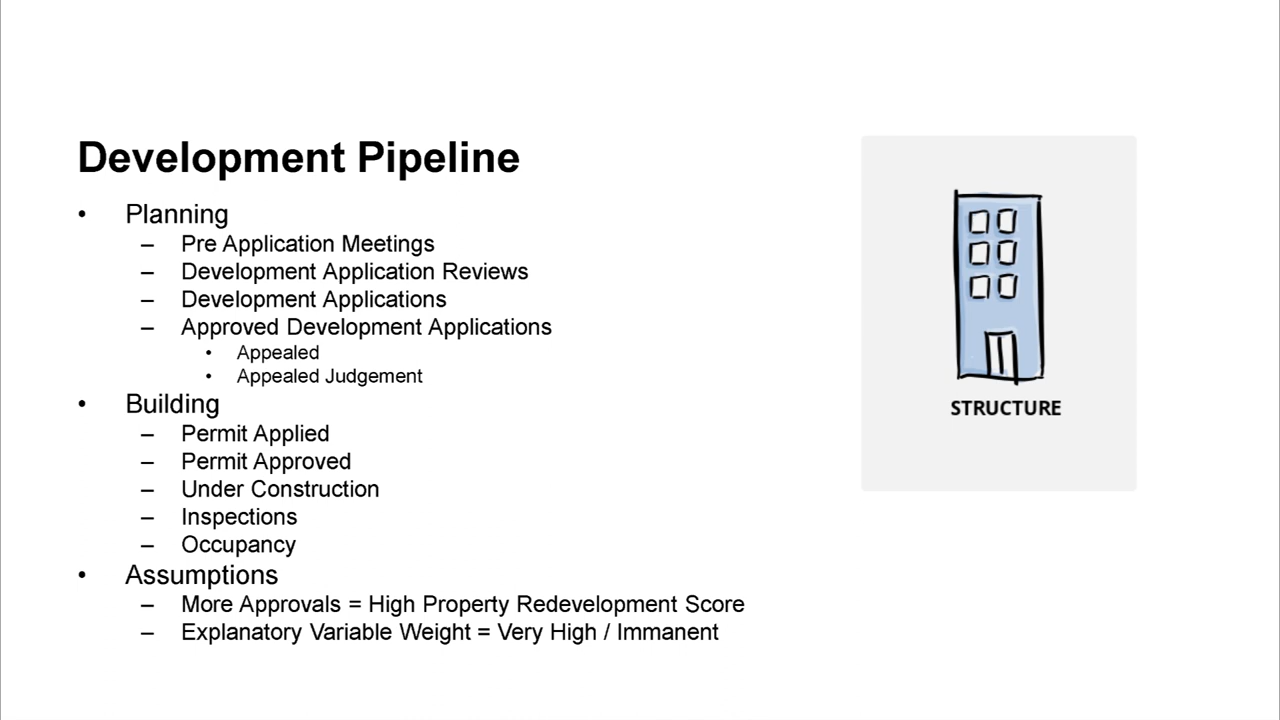 Development Pipeline
• Planning
– Pre Application Meetings
– Development Application Reviews
– Development Applications
– Approved Development Applications
• Appealed
• Appealed Judgement
• Building
– Permit Applied
– Permit Approved
– Under Construction
– Inspections
– Occupancy
• Assumptions
– More Approvals = High Property Redevelopment Score
– Explanatory Variable Weight = Very High / Immanent
STRUCTURE